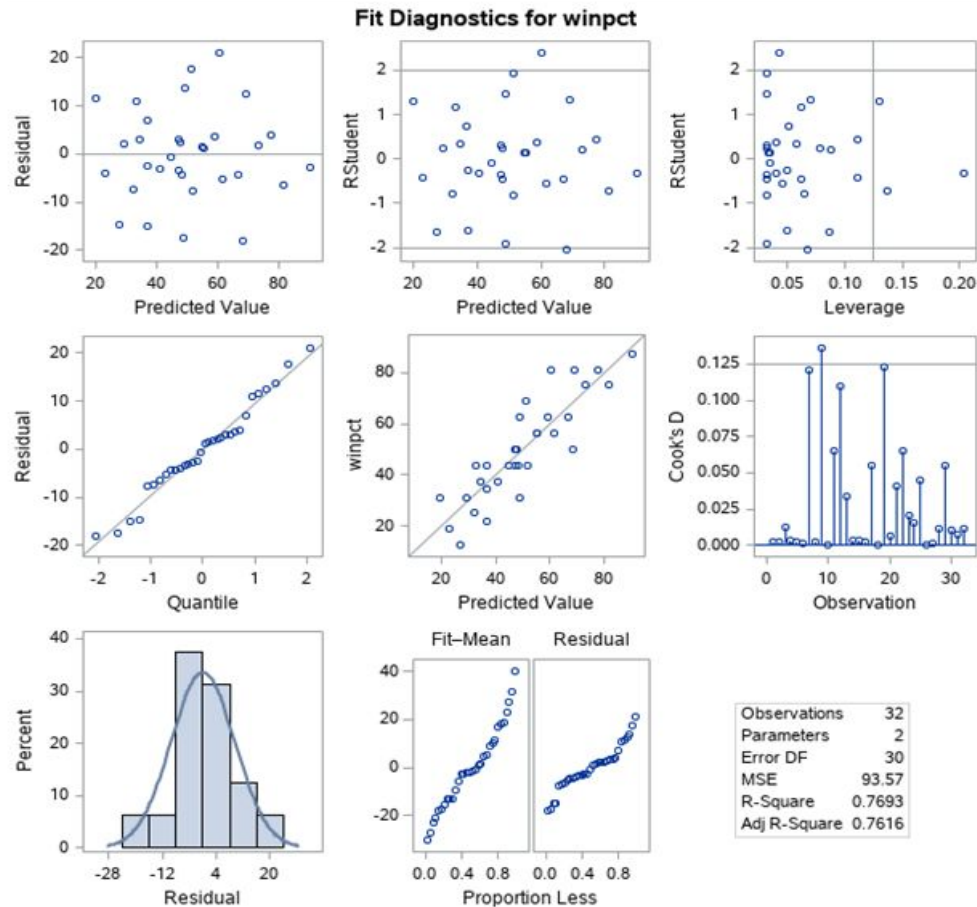 Fit Diagnostics for winpct
Residual
20
10
0
-10
-20
20 40 60 80
Predicted Value
RStudent
2
1
0
-1
-2
20 40 60 80
Predicted Value
RStudent
2
1
0
-1
-2
0.05 0.10 0.15 0.20
Leverage
Residual
20
10
0
-10
-20
-2 -1 0 1 2
Quantile
winpct
80
60
40
20
20 40 60 80
Predicted Value
Cook's D
0.125
0.100
0.075
0.050
0.025
0.000
0 10 20 30
Observation
Percent
40
30
20
10
0
-28 -12 4 20
Residual
Fit–Mean Residual
40
20
0
-20
0.0 0.4 0.8 0.0 0.4 0.8
Proportion Less
Observations 32
Parameters 2
Error DF 30
MSE 93.57
R-Square 0.7693
Adj R-Square 0.7616